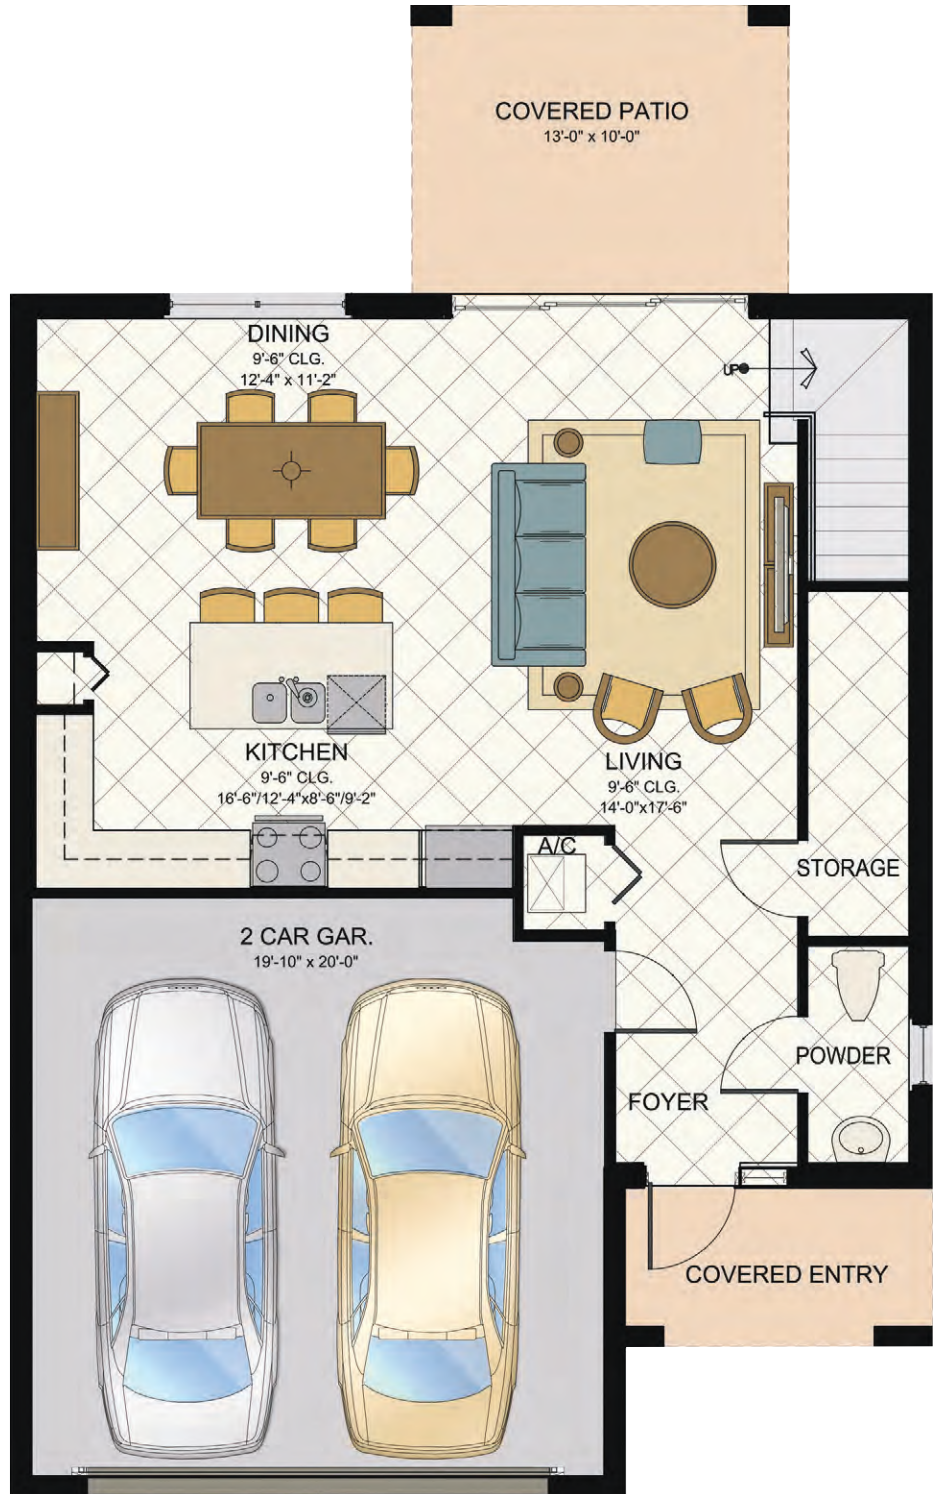 COVERED PATIO
13'-0" x 10'-0"
DINING
9'-6" CLG.
12'-4" x 11'-2"
UP
KITCHEN
9'-6" CLG.
16'-6"/12'-4"x8'-6"/9'-2"
LIVING
9'-6" CLG.
14'-0"x17'-6"
A/C
STORAGE
2 CAR GAR.
19'-10" x 20'-0"
POWDER
FOYER
COVERED ENTRY